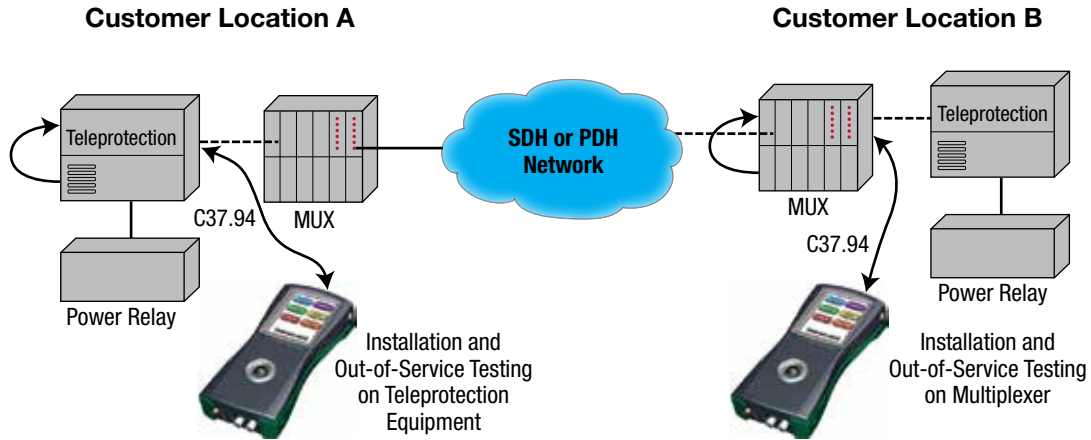 Customer Location A
Customer Location B
Teleprotection
MUX
C37.94
Power Relay
Installation and
Out-of-Service Testing
on Teleprotection
Equipment
SDH or PDH
Network
MUX
Teleprotection
C37.94
Power Relay
Installation and
Out-of-Service Testing
on Multiplexer